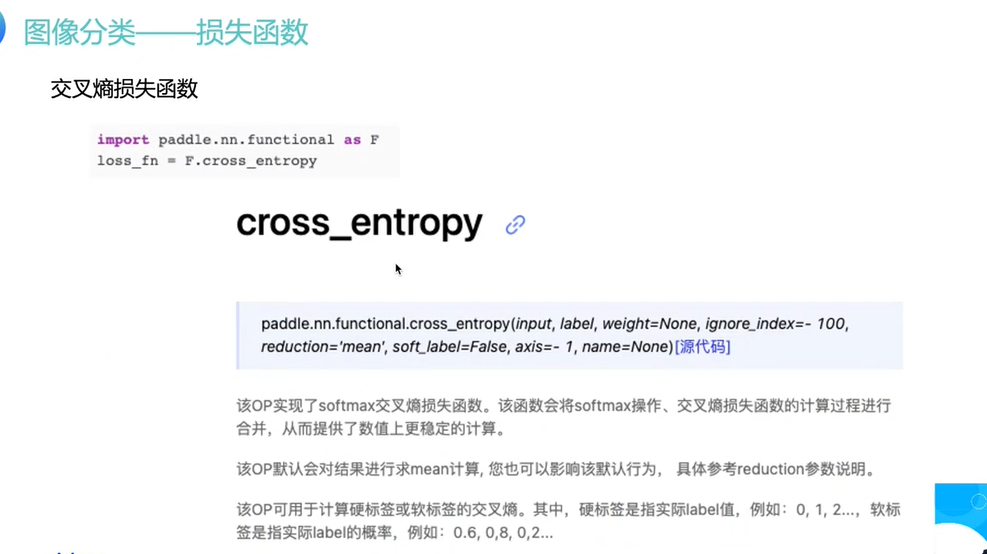 图像分类——损失函数
交叉熵损失函数
import paddle.nn.functional as F
loss_fn = F.cross_entropy
cross_entropy
paddle.nn.functional.cross_entropy(input, label, weight=None, ignore_index=- 100,
reduction='mean', soft_label=False, axis=- 1, name=None)[源代码]
该OP实现了softmax交叉熵损失函数。该函数会将softmax操作、交叉熵损失函数的计算过程进行
合并，从而提供了数值上更稳定的计算。
该OP默认会对结果进行求mean计算, 您也可以影响该默认行为， 具体参考reduction参数说明。
该OP可用于计算硬标签或软标签的交叉熵。其中，硬标签是指实际label值，例如：0, 1, 2...，软标
签是指实际label的概率，例如：0.6, 0,8, 0,2...